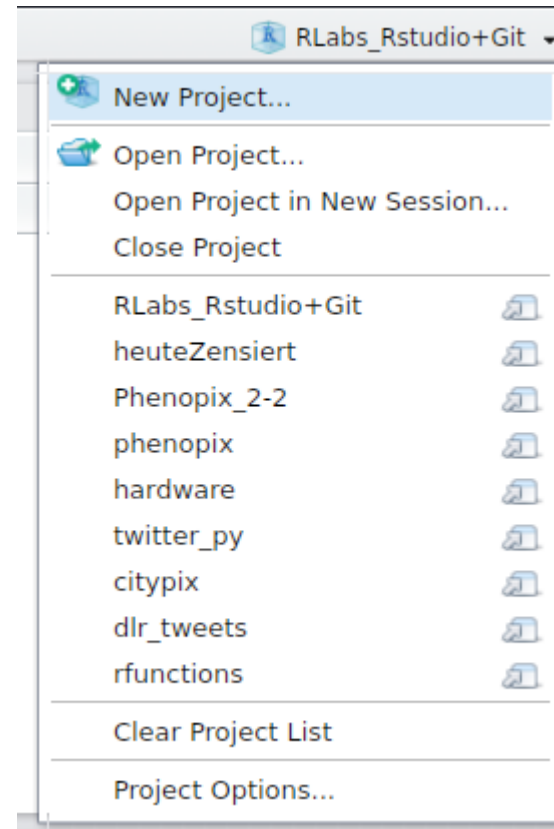 RLabs_Rstudio+Git
New Project...
Open Project...
Open Project in New Session...
Close Project
RLabs_Rstudio+Git
heuteZensiert
Phenopix_2-2
phenopix
hardware
twitter_py
citypix
dlr_tweets
rfunctions
Clear Project List
Project Options...